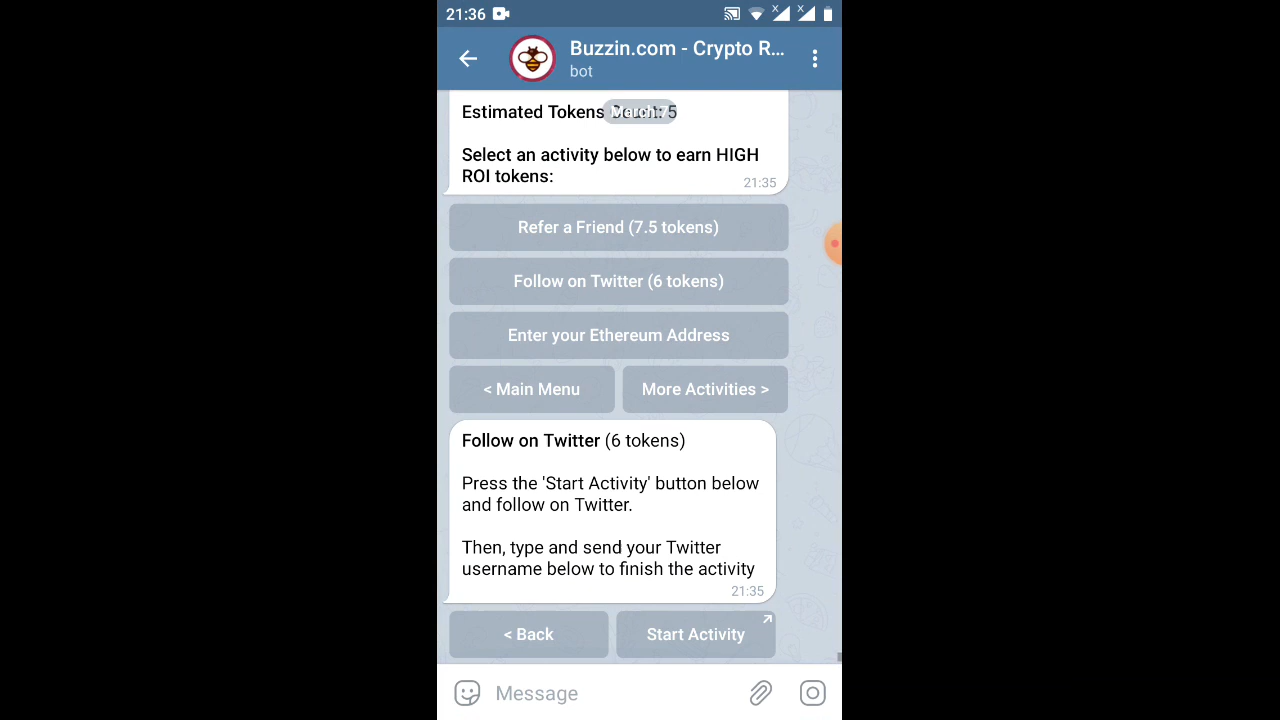 21:36
Buzzin.com - Crypto R...
bot
Estimated Tokens
March 7
5
Select an activity below to earn HIGH
ROI tokens:
21:35
Refer a Friend (7.5 tokens)
Follow on Twitter (6 tokens)
Enter your Ethereum Address
< Main Menu
More Activities >
Follow on Twitter (6 tokens)
Press the 'Start Activity' button below
and follow on Twitter.
Then, type and send your Twitter
username below to finish the activity
21:35
< Back
Start Activity
Message